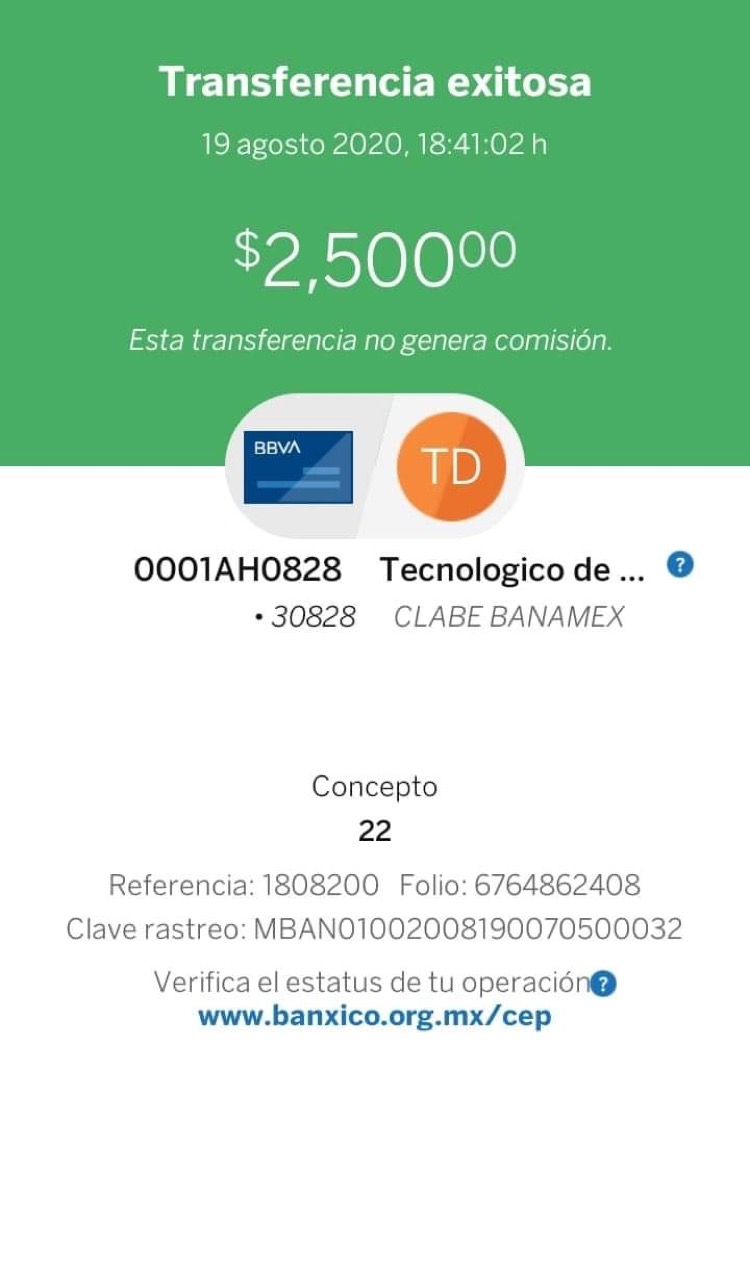 Transferencia exitosa
19 agosto 2020, 18:41:02 h
$2,50000
Esta transferencia no genera comisión.
BBVA
TD
0001AH0828 Tecnologico de ... ?
• 30828 CLABE BANAMEX
Concepto
22
Referencia: 1808200 Folio: 6764862408
Clave rastreo: MBAN01002008190070500032
Verifica el estatus de tu operación ?
www.banxico.org.mx/cep